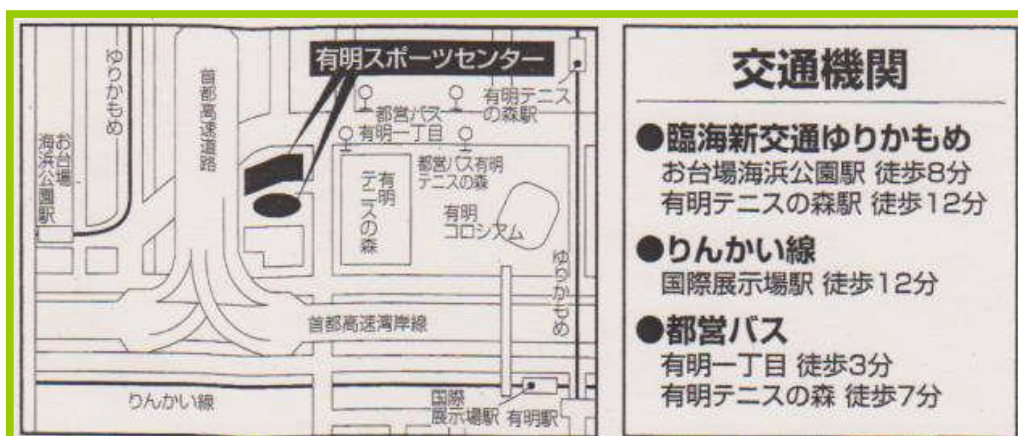 有明スポーツセンター
ゆりかもめ
首都高速道路
お台場
海浜公園駅
有明テニス
の森駅
都営バス
有明一丁目
都営バス有明
テニスの森
有明
テニスの森
有明
コロシアム
ゆりかもめ
首都高速湾岸線
りんかい線
国際
展示場駅
有明駅
交通機関
●臨海新交通ゆりかもめ
お台場海浜公園駅 徒歩8分
有明テニスの森駅 徒歩12分
●りんかい線
国際展示場駅 徒歩12分
●都営バス
有明一丁目 徒歩3分
有明テニスの森 徒歩7分